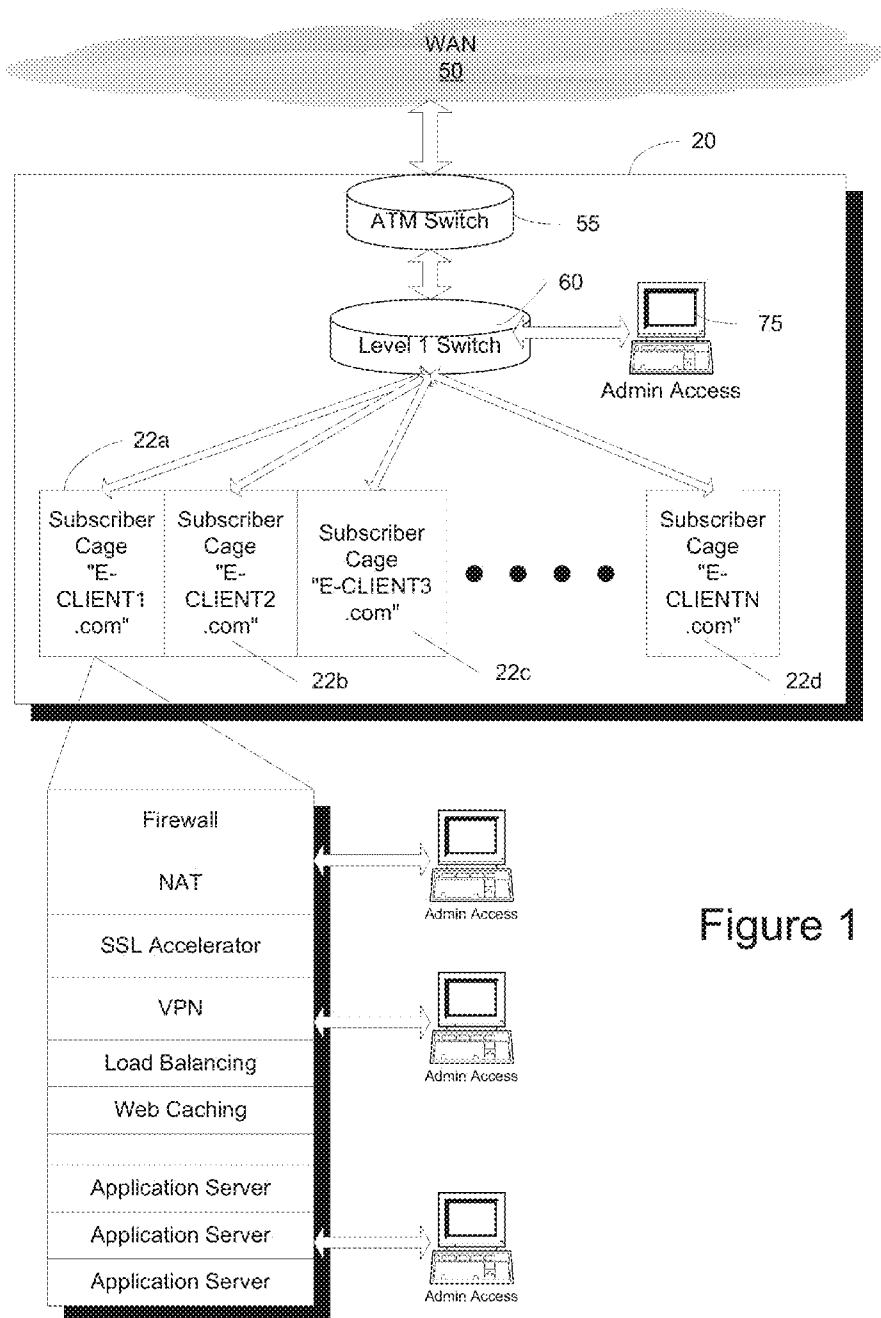 WAN
50
20
ATM Switch
55
60
Level 1 Switch
75
Admin Access
22a
Subscriber
Cage
"E-
CLIENT1
.com"
Subscriber
Cage
"E-
CLIENT2
.com"
Subscriber
Cage
"E-CLIENT3
.com"
Subscriber
Cage
"E-
CLIENTN
.com"
22b
22c
22d
Firewall
NAT
Admin Access
SSL Accelerator
Figure 1
VPN
Admin Access
Load Balancing
Web Caching
Application Server
Application Server
Application Server
Admin Access